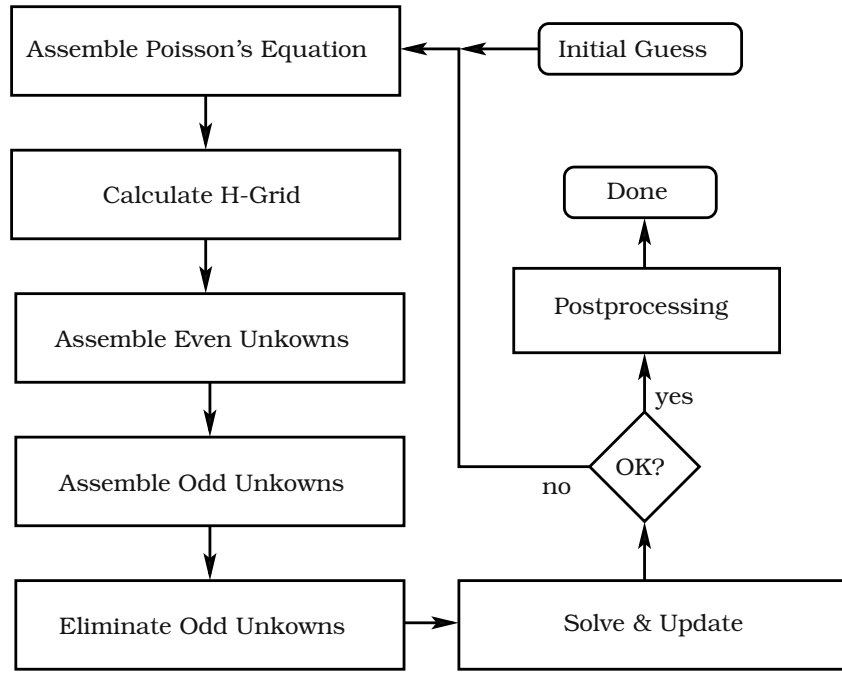 Assemble Poisson's Equation
Initial Guess
Calculate H-Grid
Done
Assemble Even Unkowns
Postprocessing
yes
Assemble Odd Unkowns
OK?
no
Eliminate Odd Unkowns
Solve & Update